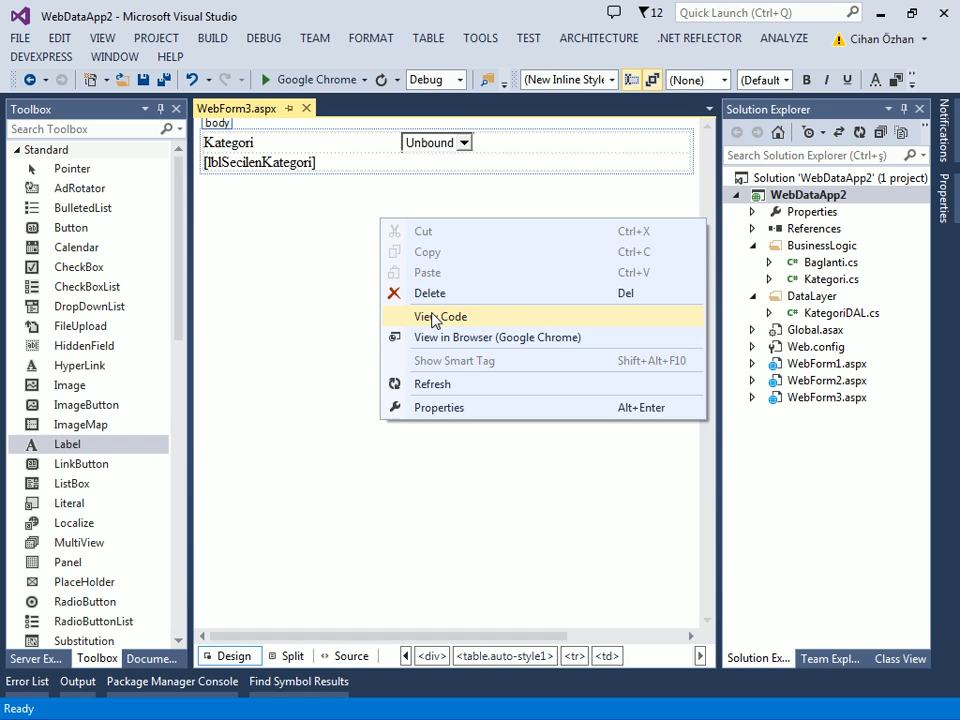 WebDataApp2 - Microsoft Visual Studio
12
Quick Launch (Ctrl+Q)
FILE EDIT VIEW PROJECT BUILD DEBUG TEAM FORMAT TABLE TOOLS TEST ARCHITECTURE .NET REFLECTOR ANALYZE Cihan Özhan
DEVEXPRESS WINDOW HELP
Google Chrome Debug (New Inline Style (None) (Default B I U A
Toolbox
Search Toolbox
Standard
Pointer
AdRotator
BulletedList
Button
Calendar
CheckBox
CheckBoxList
DropDownList
FileUpload
HiddenField
HyperLink
Image
ImageButton
ImageMap
Label
LinkButton
ListBox
Literal
Localize
MultiView
Panel
PlaceHolder
RadioButton
RadioButtonList
Substitution
Server Ex... Toolbox Docume...
WebForm3.aspx
body
Kategori Unbound
[lblSecilenKategori]
Cut Ctrl+X
Copy Ctrl+C
Paste Ctrl+V
Delete Del
View Code
View in Browser (Google Chrome)
Show Smart Tag Shift+Alt+F10
Refresh
Properties Alt+Enter
Design Split Source <div> <table.auto-style1> <tr> <td>
Solution Explorer
Search Solution Explorer (Ctrl+ş)
Solution 'WebDataApp2' (1 project)
WebDataApp2
Properties
References
BusinessLogic
Baglanti.cs
Kategori.cs
DataLayer
KategoriDAL.cs
Global.asax
Web.config
WebForm1.aspx
WebForm2.aspx
WebForm3.aspx
Solution Ex... Team Expl... Class View
Notifications
Properties
Error List Output Package Manager Console Find Symbol Results
Ready